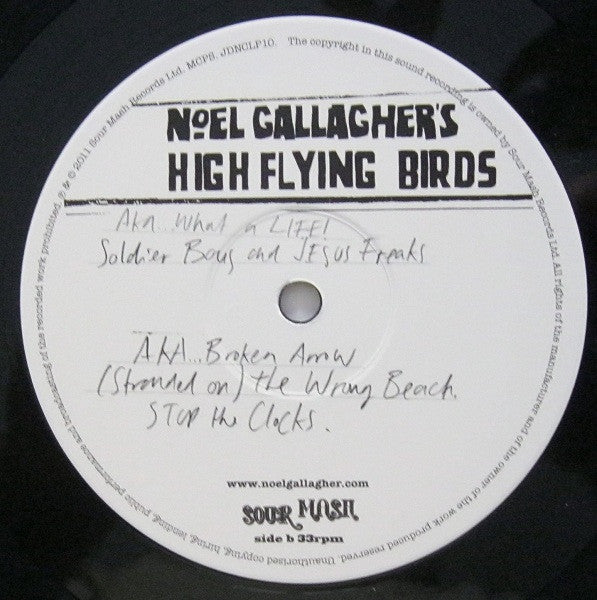 ℗ & © 2011 Sour Mash Records Ltd. MCPS. JDNCLP10. The copyright in this sound recording is owned by Sour Mash Records Ltd. All rights of the manufacturer and of the owner of the work produced reserved. Unauthorised copying, hiring, lending, public performance and broadcasting of the recorded work prohibited.
NOEL GALLAGHER'S
HIGH FLYING BIRDS
AKA...What a LIFE!
Soldier Boys and JESUS Freaks
AKA...Broken Arrow
(Stranded on) the Wrong Beach.
STOP the Clocks.
www.noelgallagher.com
SOUR MASH
side b 33rpm